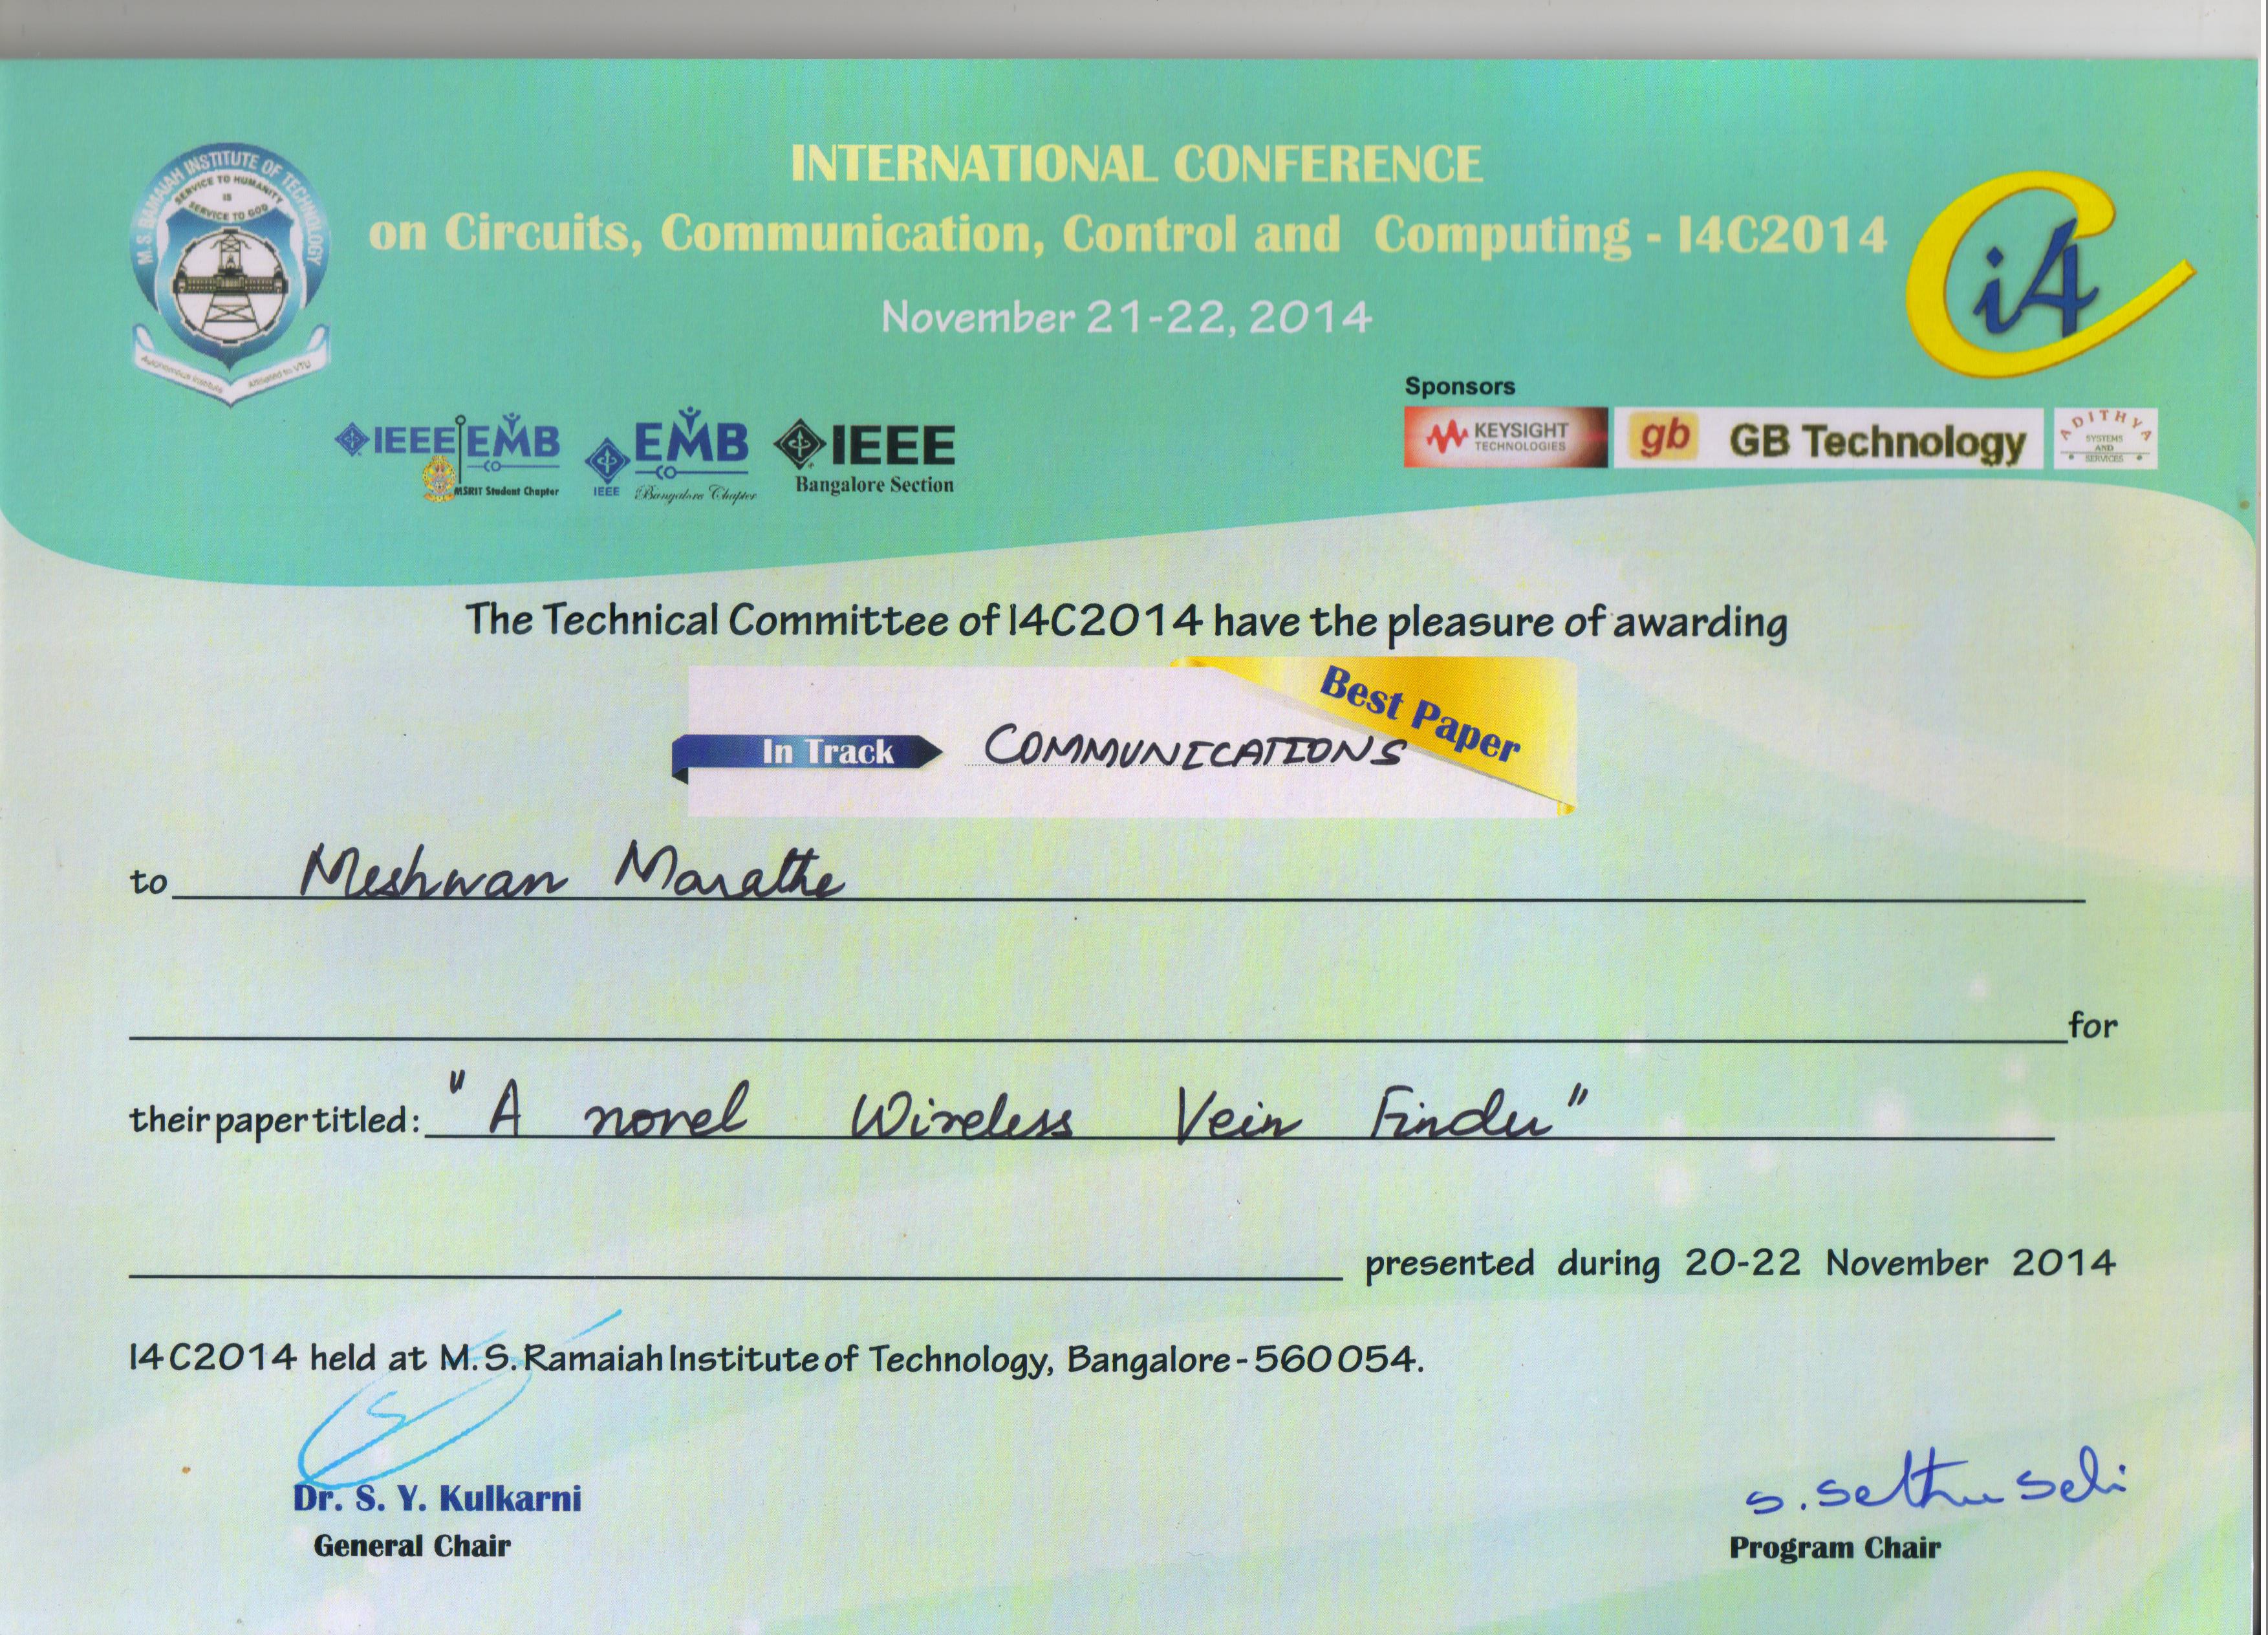 INTERNATIONAL CONFERENCE
on Circuits, Communication, Control and Computing - I4C2014
November 21-22, 2014
M.S. RAMAIAH INSTITUTE OF TECHNOLOGY
SERVICE TO HUMANITY
IS
SERVICE TO GOD
Autonomous Institute Affiliated to VTU
i4C
IEEE EMB
MSRIT Student Chapter
EMB
IEEE Bangalore Chapter
IEEE
Bangalore Section
Sponsors
KEYSIGHT
TECHNOLOGIES
gb GB Technology
ADITHYA
SYSTEMS
AND
SERVICES
The Technical Committee of I4C2014 have the pleasure of awarding
Best Paper
In Track COMMUNICATIONS
to Meshwan Marathe
for
their paper titled: "A novel Wireless Vein Finder"
presented during 20-22 November 2014
I4C2014 held at M.S. Ramaiah Institute of Technology, Bangalore - 560 054.
Dr. S. Y. Kulkarni
General Chair
S. Sethu Selvi
Program Chair